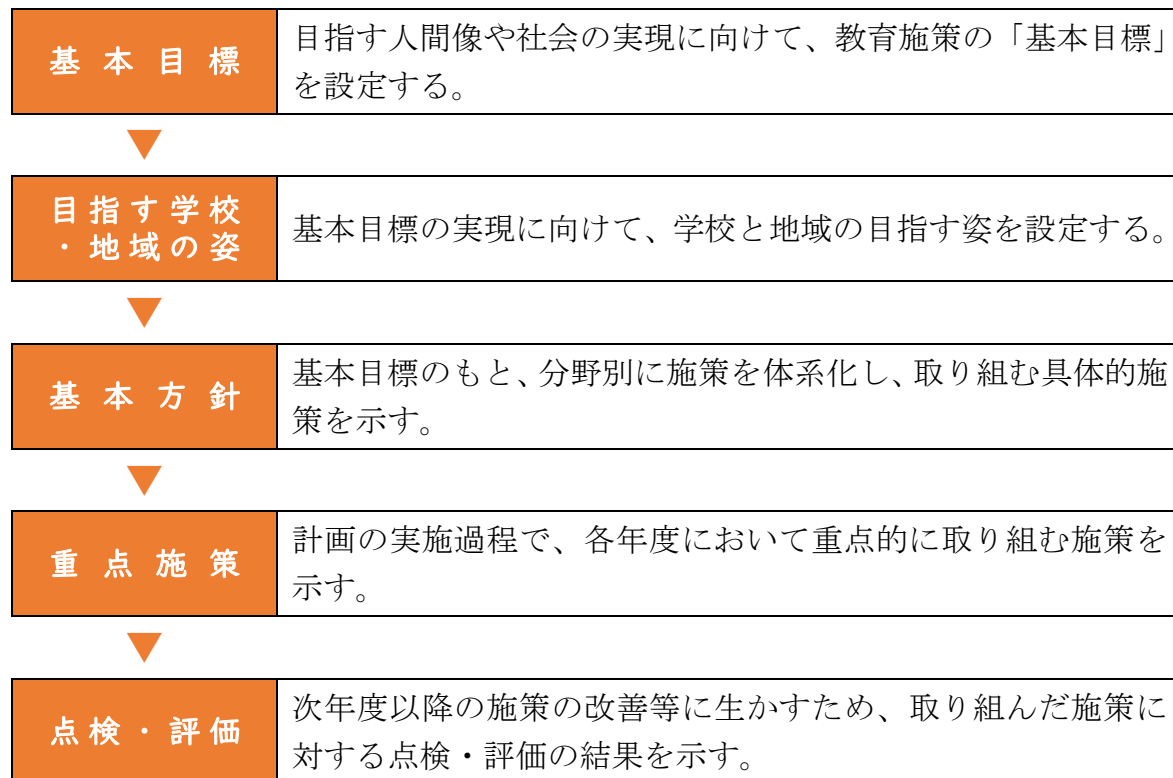 基本目標
目指す人間像や社会の実現に向けて、教育施策の「基本目標」
を設定する。
▼
目指す学校
・地域の姿
基本目標の実現に向けて、学校と地域の目指す姿を設定する。
▼
基本方針
基本目標のもと、分野別に施策を体系化し、取り組む具体的施
策を示す。
▼
重点施策
計画の実施過程で、各年度において重点的に取り組む施策を
示す。
▼
点検・評価
次年度以降の施策の改善等に生かすため、取り組んだ施策に
対する点検・評価の結果を示す。